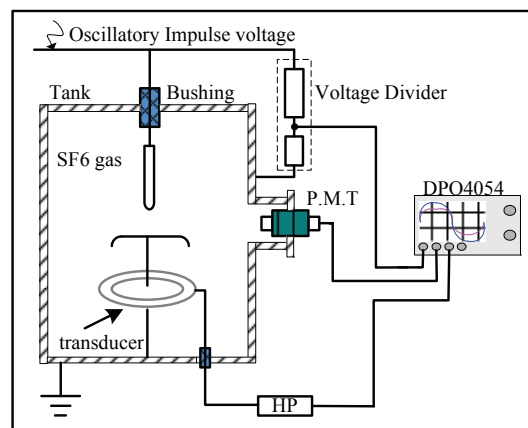 Oscillatory Impulse voltage
Tank
Bushing
Voltage Divider
SF6 gas
P.M.T
DPO4054
transducer
HP